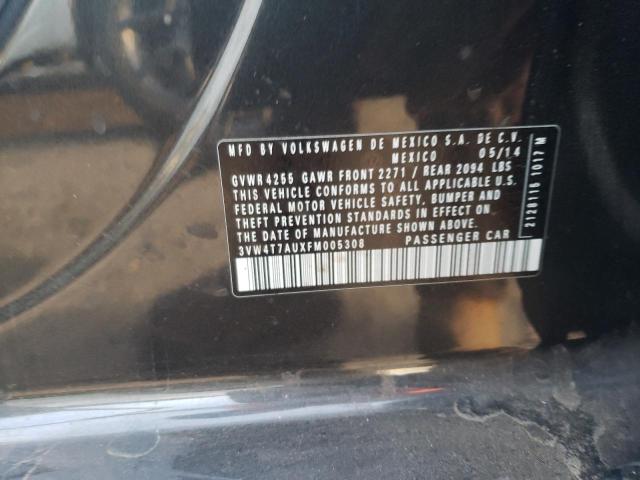 MFD BY VOLKSWAGEN DE MEXICO S.A. DE C.V.
MEXICO 05/14
GVWR 4255 GAWR FRONT 2271 / REAR 2094 LBS
THIS VEHICLE CONFORMS TO ALL APPLICABLE U.S.
FEDERAL MOTOR VEHICLE SAFETY, BUMPER AND
THEFT PREVENTION STANDARDS IN EFFECT ON
THE DATE OF MANUFACTURE SHOWN ABOVE.
3VW4T7AUXFM005308 PASSENGER CAR
2120115 1017M